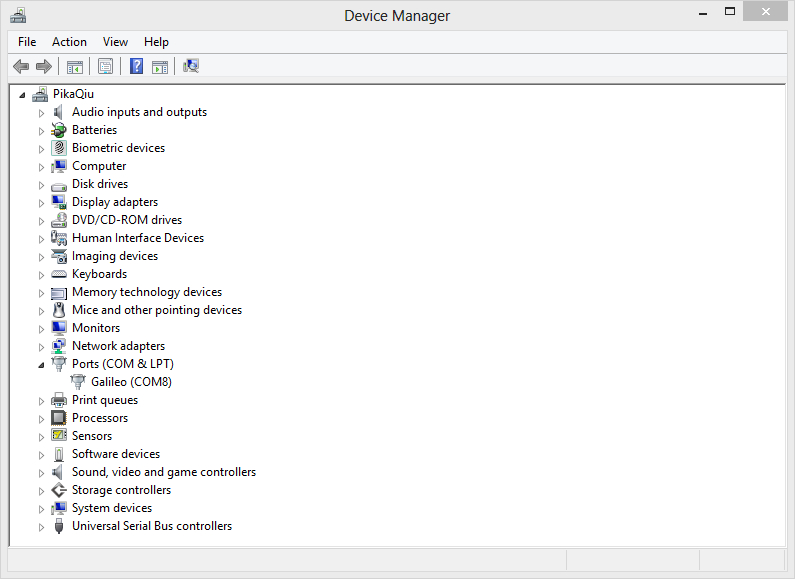 Device Manager
File Action View Help
?
PikaQiu
Audio inputs and outputs
Batteries
Biometric devices
Computer
Disk drives
Display adapters
DVD/CD-ROM drives
Human Interface Devices
Imaging devices
Keyboards
Memory technology devices
Mice and other pointing devices
Monitors
Network adapters
Ports (COM & LPT)
Galileo (COM8)
Print queues
Processors
Sensors
Software devices
Sound, video and game controllers
Storage controllers
System devices
Universal Serial Bus controllers